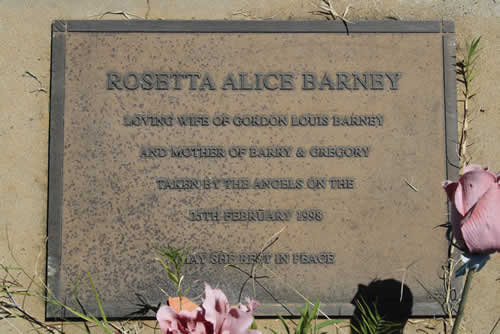 ROSETTA ALICE BARNEY
LOVING WIFE OF GORDON LOUIS BARNEY
AND MOTHER OF BARRY & GREGORY
TAKEN BY THE ANGELS ON THE
25TH FEBRUARY 1998
MAY SHE REST IN PEACE